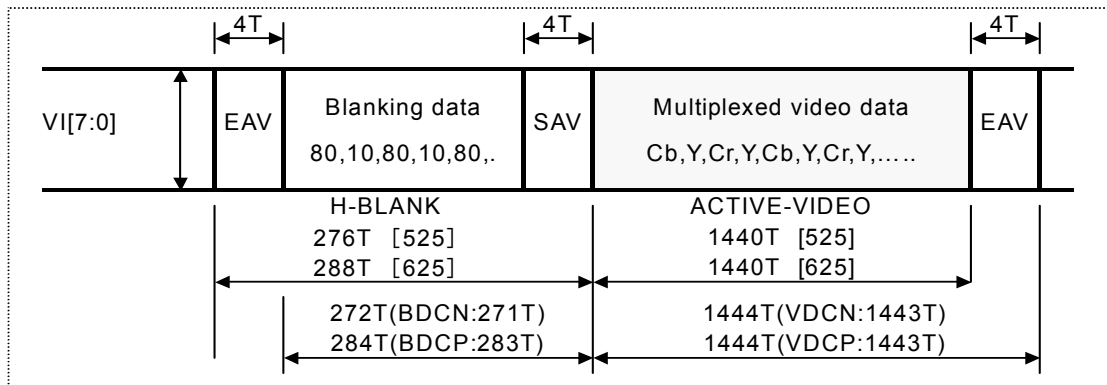 4T 4T 4T
VI[7:0] EAV Blanking data SAV Multiplexed video data EAV
80,10,80,10,80,. Cb,Y,Cr,Y,Cb,Y,Cr,Y,.....
H-BLANK ACTIVE-VIDEO
276T [525] 1440T [525]
288T [625] 1440T [625]
272T(BDCN:271T) 1444T(VDCN:1443T)
284T(BDCP:283T) 1444T(VDCP:1443T)